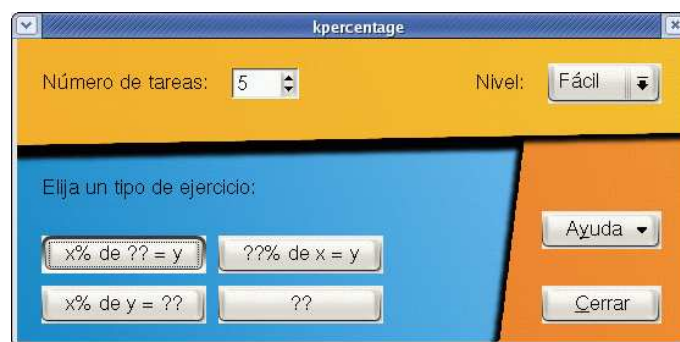 kpercentage
Número de tareas: 5 Nivel: Fácil
Elija un tipo de ejercicio:
x% de ?? = y ??% de x = y Ayuda
x% de y = ?? ?? Cerrar